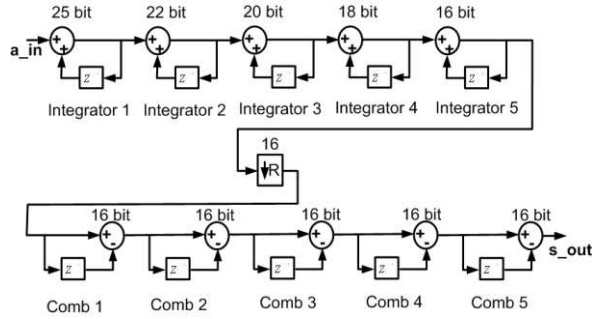 25 bit 22 bit 20 bit 18 bit 16 bit
a_in + + + + + + + + + +
z z z z z
Integrator 1 Integrator 2 Integrator 3 Integrator 4 Integrator 5
16
↓R
16 bit 16 bit 16 bit 16 bit 16 bit
+ - + - + - + - + -
s_out
z z z z z
Comb 1 Comb 2 Comb 3 Comb 4 Comb 5